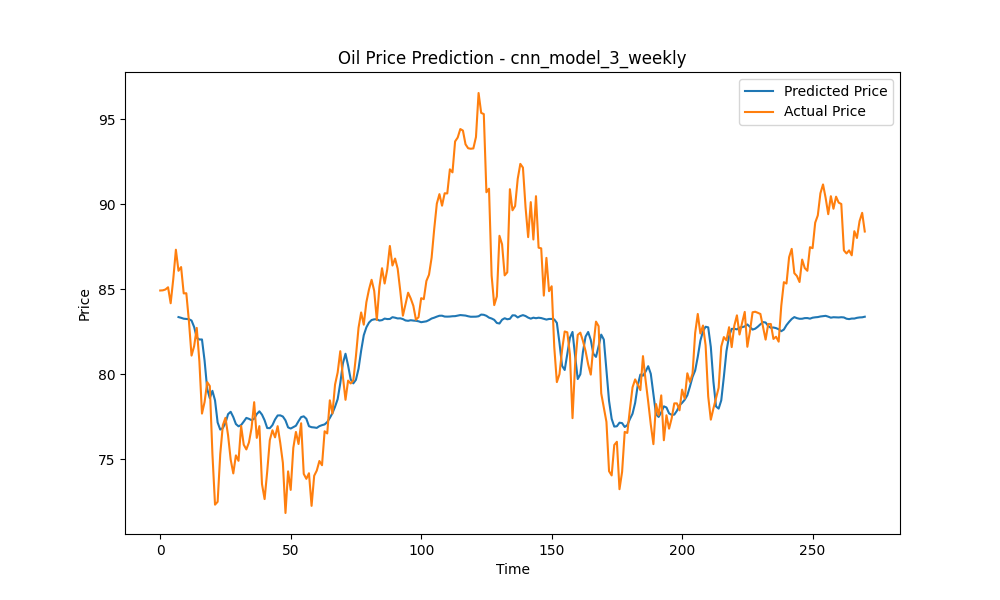 Oil Price Prediction - cnn_model_3_weekly
Predicted Price
Actual Price
95
90
85
80
75
Price
0 50 100 150 200 250
Time